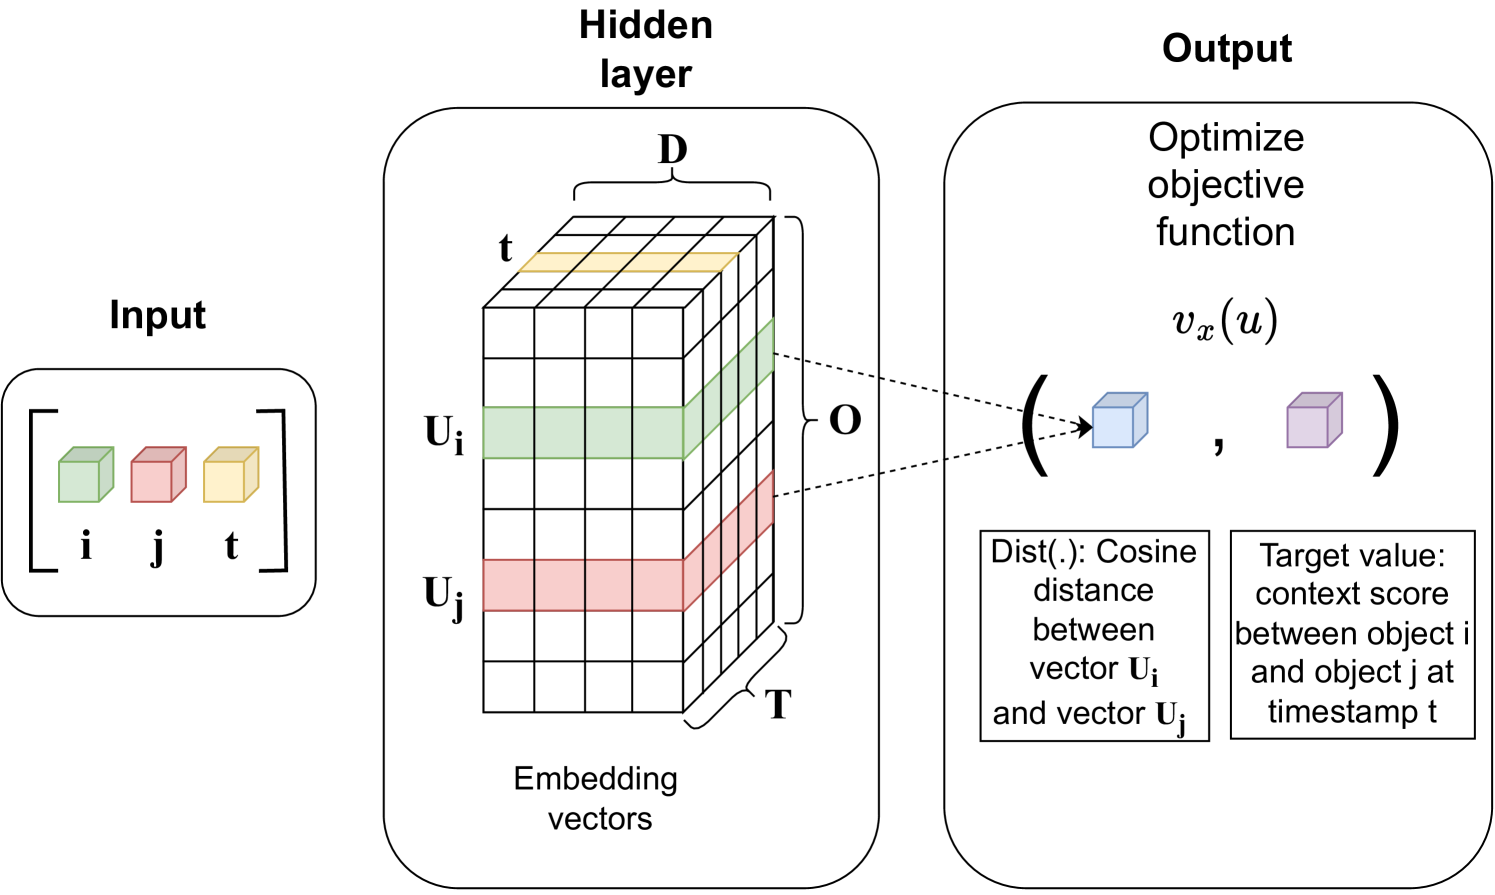 Input
[
i
j
t
]
Hidden
layer
D
t
U_i
O
U_j
T
Embedding
vectors
Output
Optimize
objective
function
v_x(u)
(
,
)
Dist(.): Cosine
distance
between
vector U_i
and vector U_j
Target value:
context score
between object i
and object j at
timestamp t